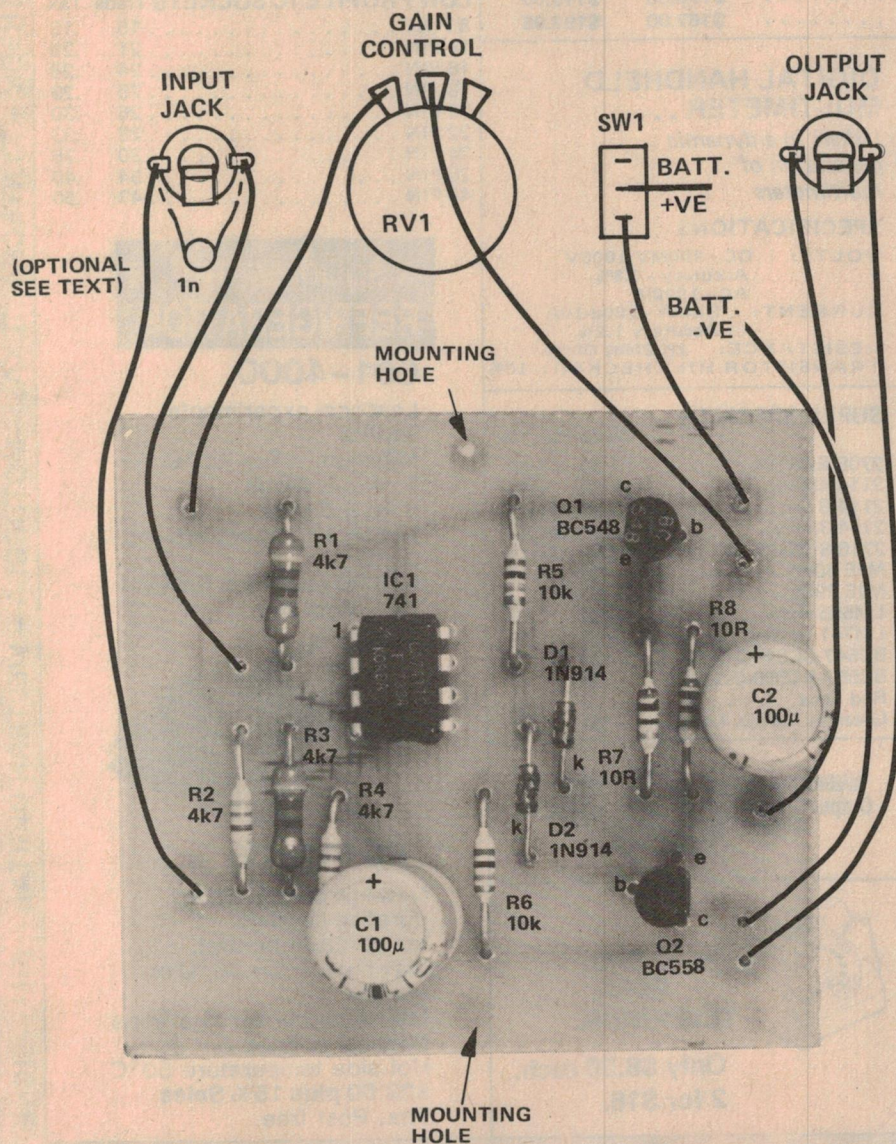 GAIN
CONTROL
INPUT
JACK
OUTPUT
JACK
SW1
BATT.
+VE
RV1
(OPTIONAL
SEE TEXT)
1n
BATT.
-VE
MOUNTING
HOLE
c
Q1
BC548
b
e
R1
4k7
IC1
741
1
R5
10k
R8
10R
D1
1N914
+
C2
100µ
R3
4k7
k
R7
10R
R2
4k7
R4
4k7
k
D2
1N914
e
b
c
+
C1
100µ
R6
10k
Q2
BC558
MOUNTING
HOLE